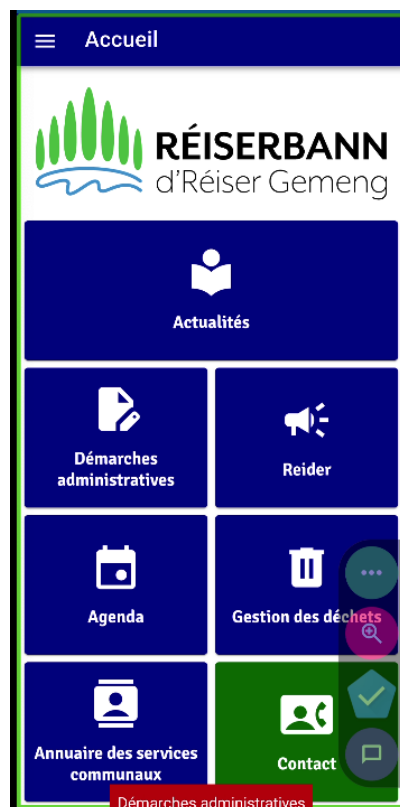 Accueil
RÉISERBANN
d'Réiser Gemeng
Actualités
Démarches
administratives
Reider
Agenda
Gestion des déchets
Annuaire des services
communaux
Contact
Démarches administratives